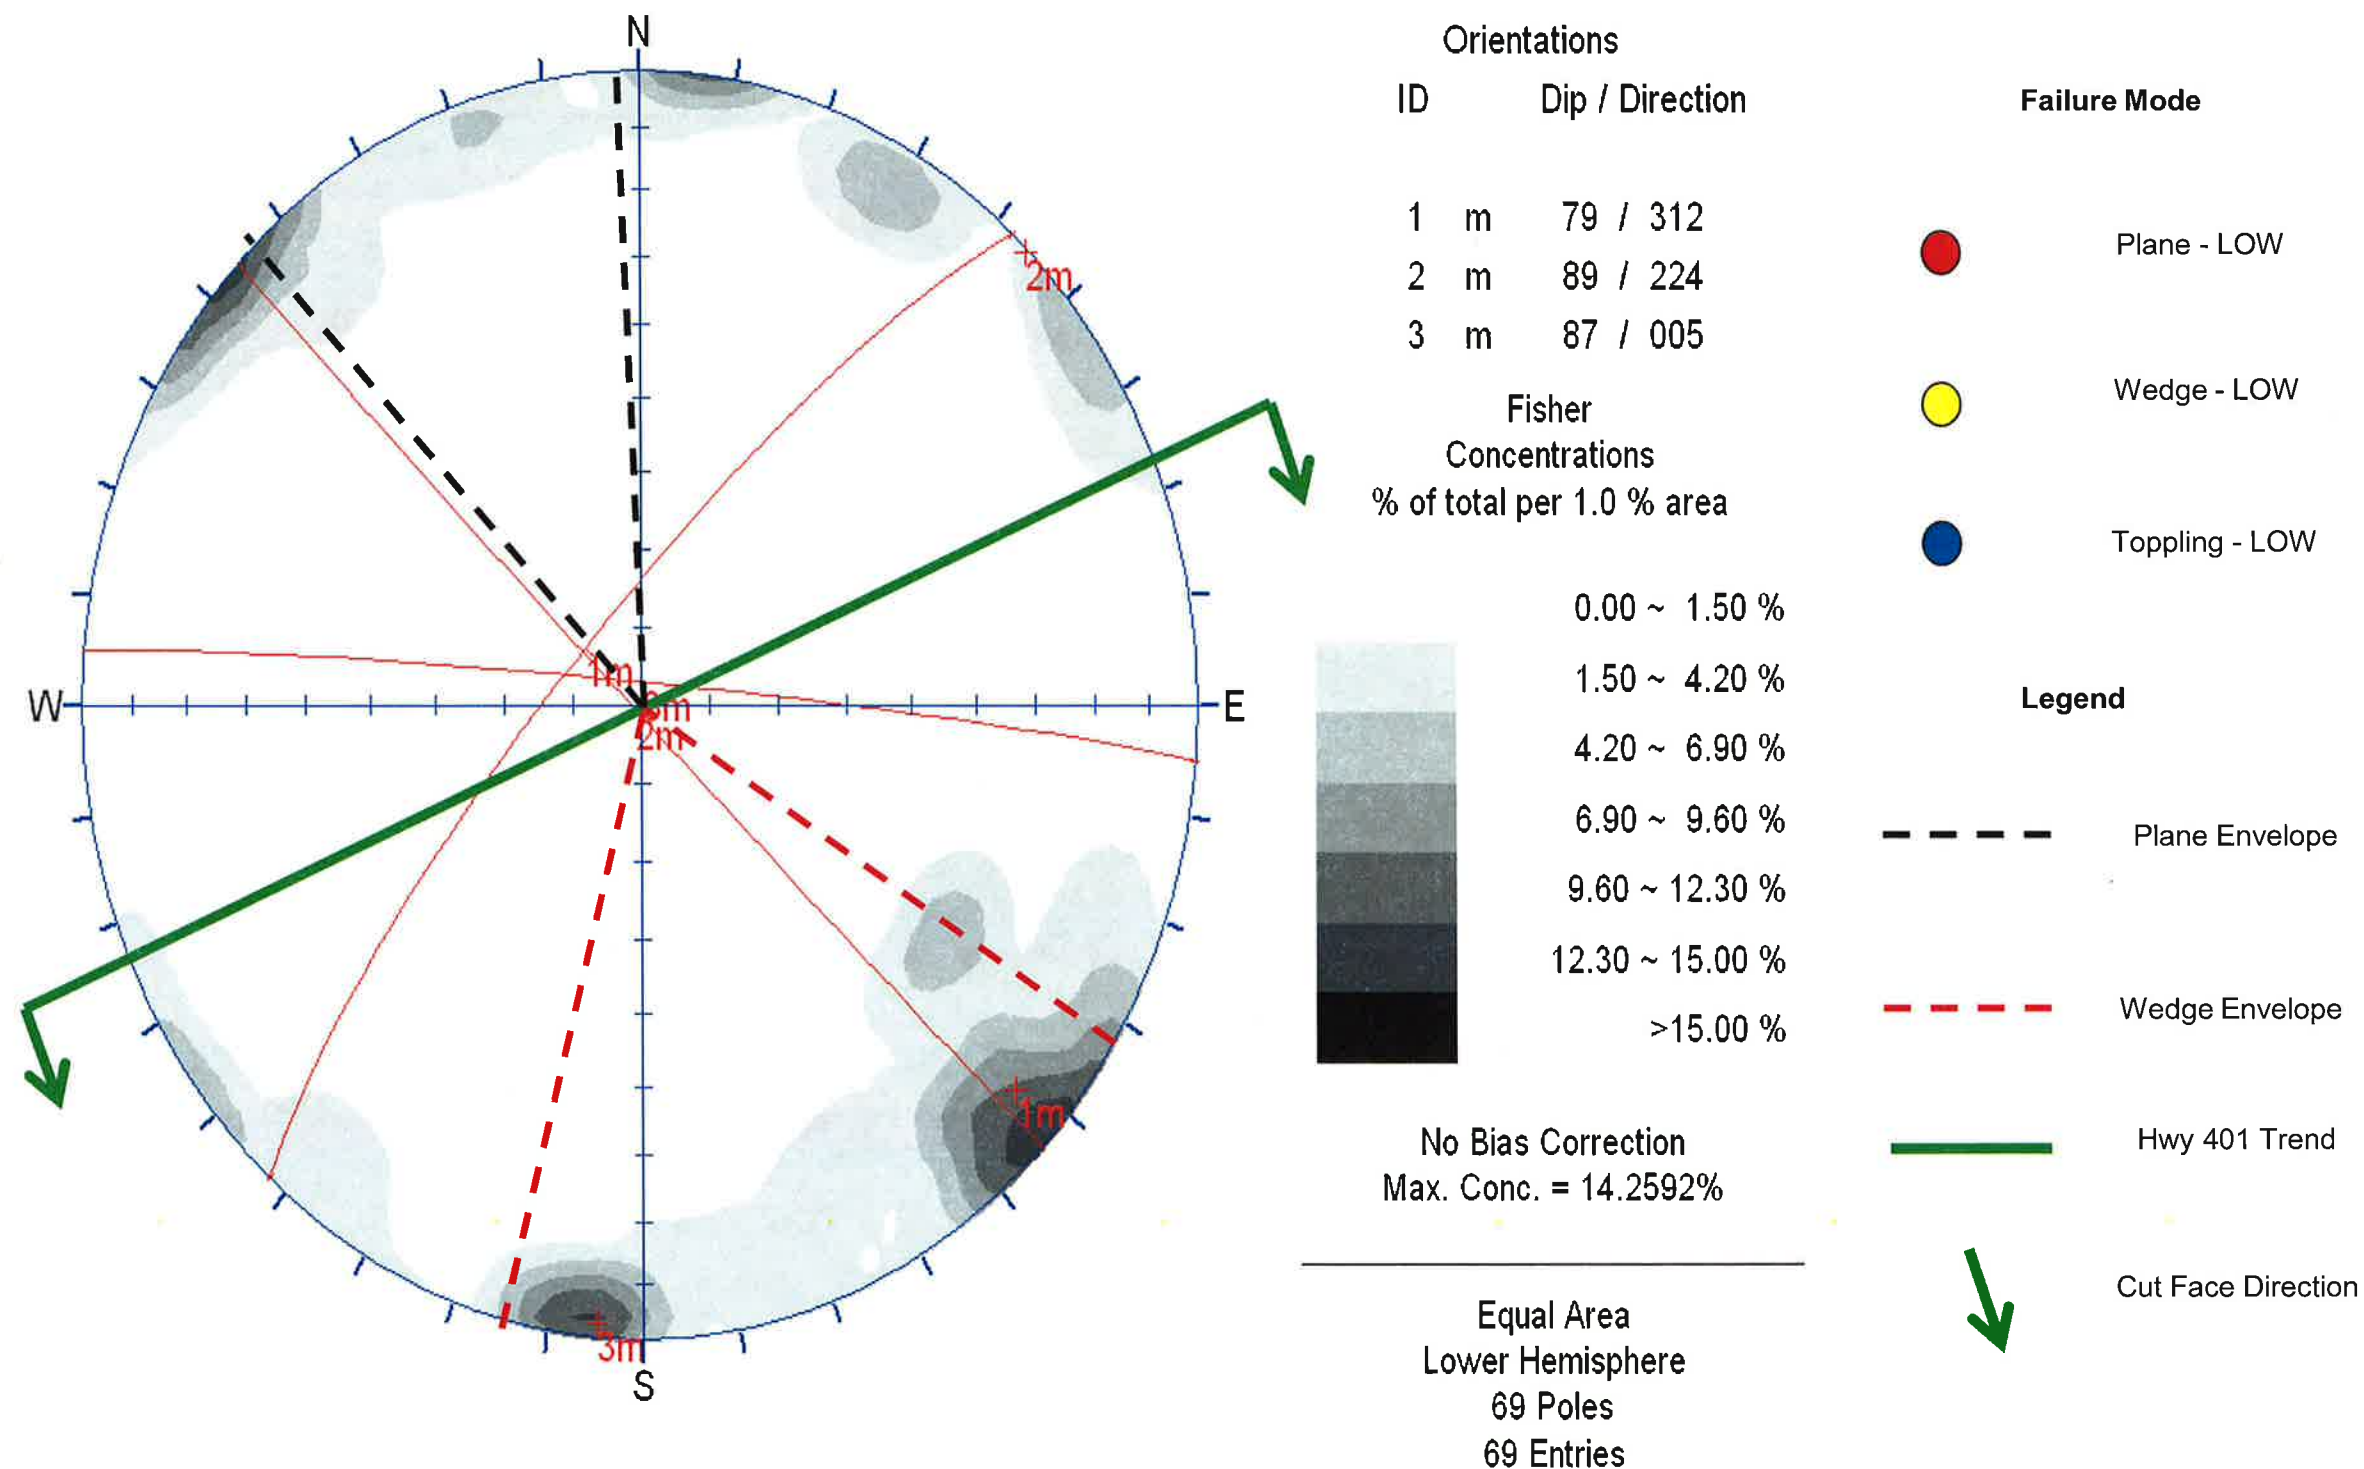 N
W
E
S
2m
1m
3m
2m
1m
3m
Orientations
ID Dip / Direction
1 m 79 / 312
2 m 89 / 224
3 m 87 / 005
Fisher
Concentrations
% of total per 1.0 % area
0.00 ~ 1.50 %
1.50 ~ 4.20 %
4.20 ~ 6.90 %
6.90 ~ 9.60 %
9.60 ~ 12.30 %
12.30 ~ 15.00 %
>15.00 %
No Bias Correction
Max. Conc. = 14.2592%
Equal Area
Lower Hemisphere
69 Poles
69 Entries
Failure Mode
Plane - LOW
Wedge - LOW
Toppling - LOW
Legend
Plane Envelope
Wedge Envelope
Hwy 401 Trend
Cut Face Direction